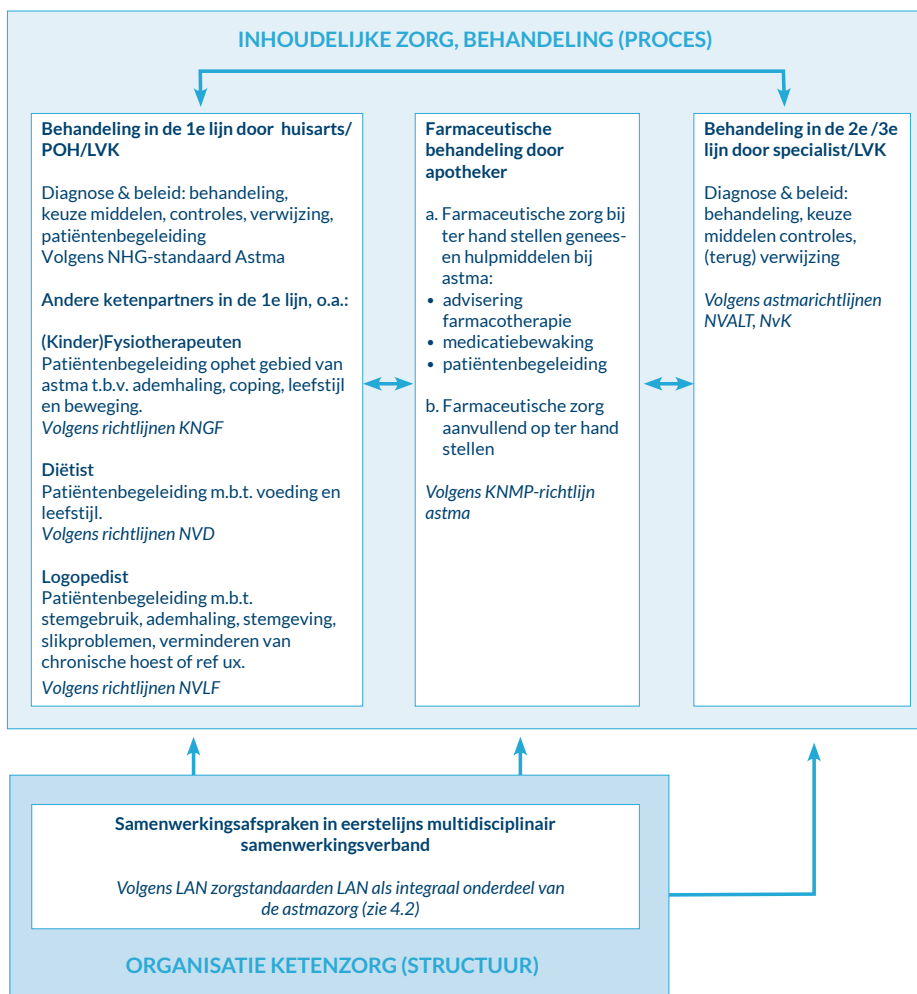 INHOUDELIJKE ZORG, BEHANDELING (PROCES)
Behandeling in de 1e lijn door huisarts/
POH/LVK
Diagnose & beleid: behandeling,
keuze middelen, controles, verwijzing,
patiëntenbegeleiding
Volgens NHG-standaard Astma
Andere ketenpartners in de 1e lijn, o.a.:
(Kinder)Fysiotherapeuten
Patiëntenbegeleiding ophet gebied van
astma t.b.v. ademhaling, coping, leefstijl
en beweging.
Volgens richtlijnen KNGF
Diëtist
Patiëntenbegeleiding m.b.t. voeding en
leefstijl.
Volgens richtlijnen NVD
Logopedist
Patiëntenbegeleiding m.b.t.
stemgebruik, ademhaling, stemgeving,
slikproblemen, verminderen van
chronische hoest of ref ux.
Volgens richtlijnen NVLF
Farmaceutische
behandeling door
apotheker
a. Farmaceutische zorg bij
ter hand stellen genees-
en hulpmiddelen bij
astma:
• advisering
farmacotherapie
• medicatiebewaking
• patiëntenbegeleiding
b. Farmaceutische zorg
aanvullend op ter hand
stellen
Volgens KNMP-richtlijn
astma
Behandeling in de 2e /3e
lijn door specialist/LVK
Diagnose & beleid:
behandeling, keuze
middelen controles,
(terug) verwijzing
Volgens astmarichtlijnen
NVALT, NvK
Samenwerkingsafspraken in eerstelijns multidisciplinair
samenwerkingsverband
Volgens LAN zorgstandaarden LAN als integraal onderdeel van
de astmazorg (zie 4.2)
ORGANISATIE KETENZORG (STRUCTUUR)